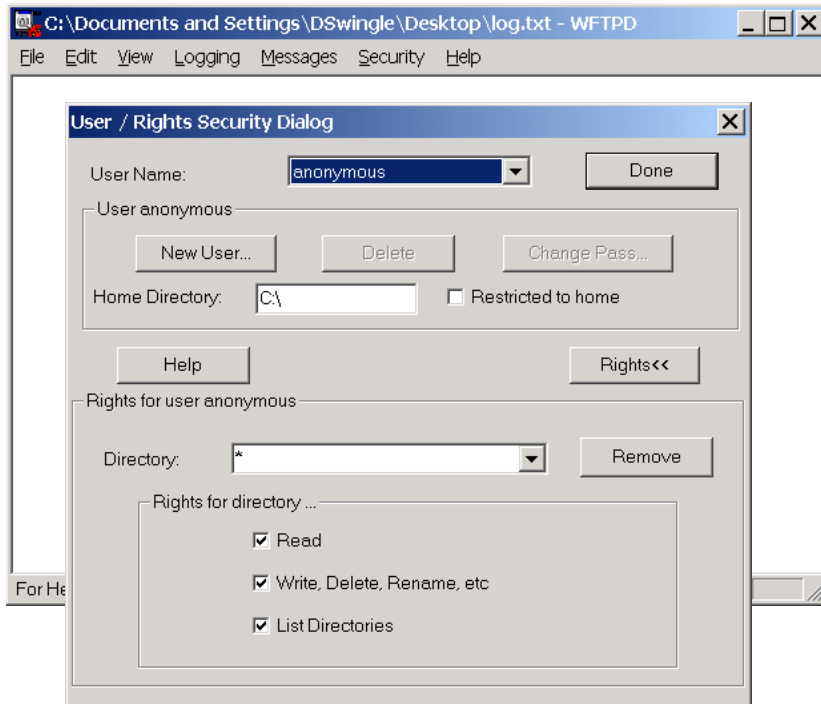 C:\Documents and Settings\DSwingle\Desktop\log.txt - WFTPD
File Edit View Logging Messages Security Help
User / Rights Security Dialog
User Name: anonymous Done
User anonymous
New User... Delete Change Pass...
Home Directory: C:\ Restricted to home
Help Rights<<
Rights for user anonymous
Directory: * Remove
Rights for directory ...
Read
Write, Delete, Rename, etc
For He
List Directories